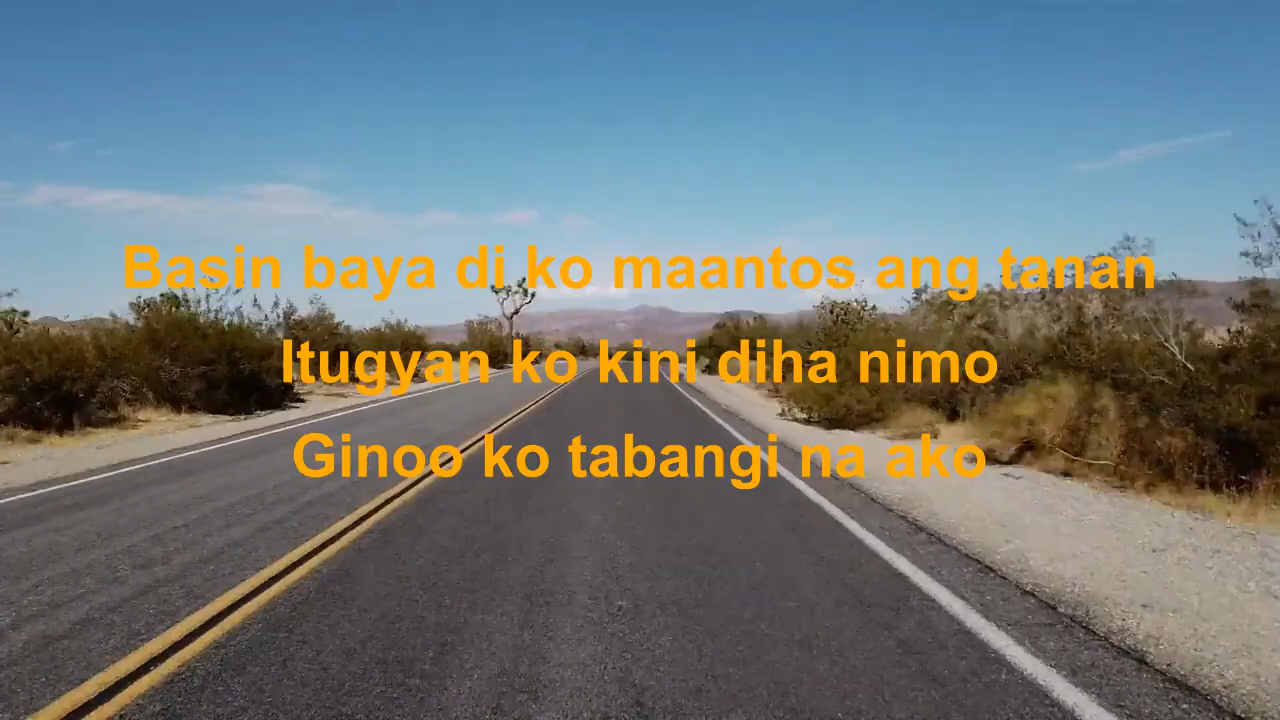 Basin baya di ko maantos ang tanan
Itugyan ko kini diha nimo
Ginoo ko tabangi na ako